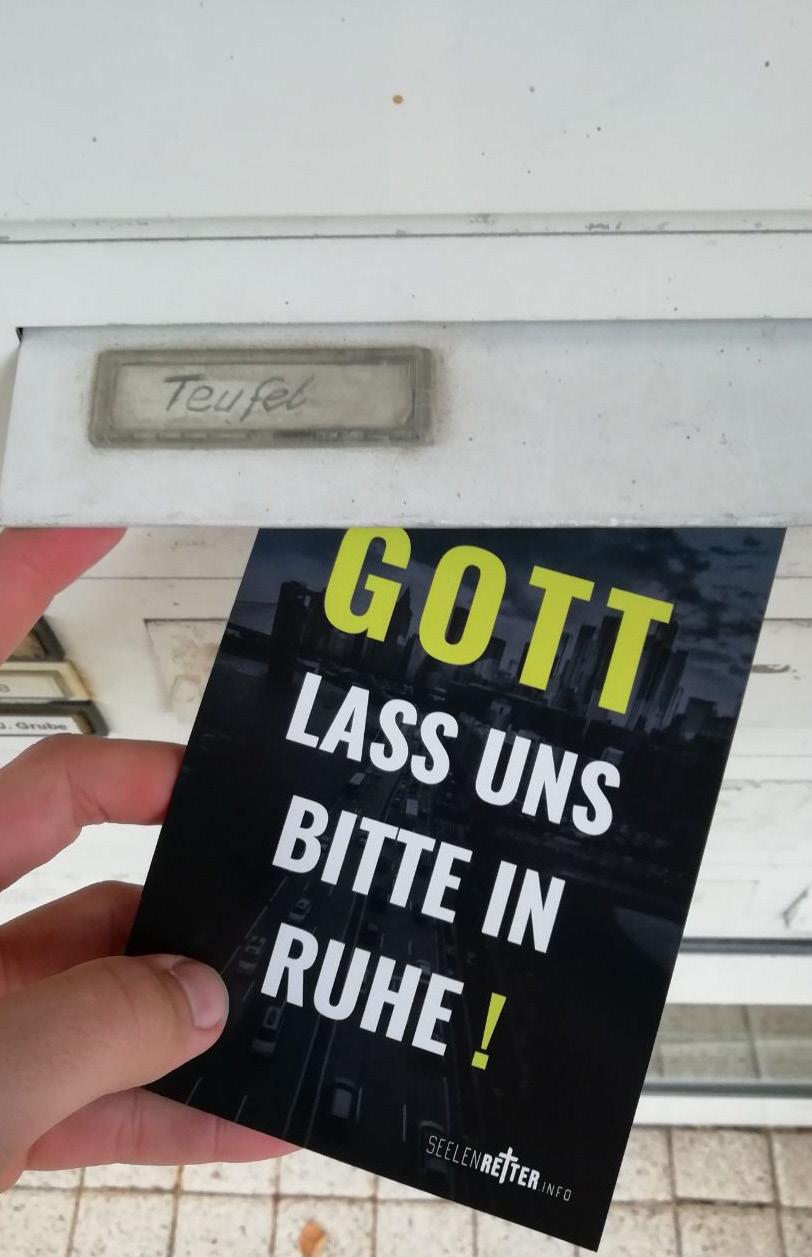 Teufel
GOTT
LASS UNS
BITTE IN
RUHE!
J. Grube
SEELENRETTER.INFO